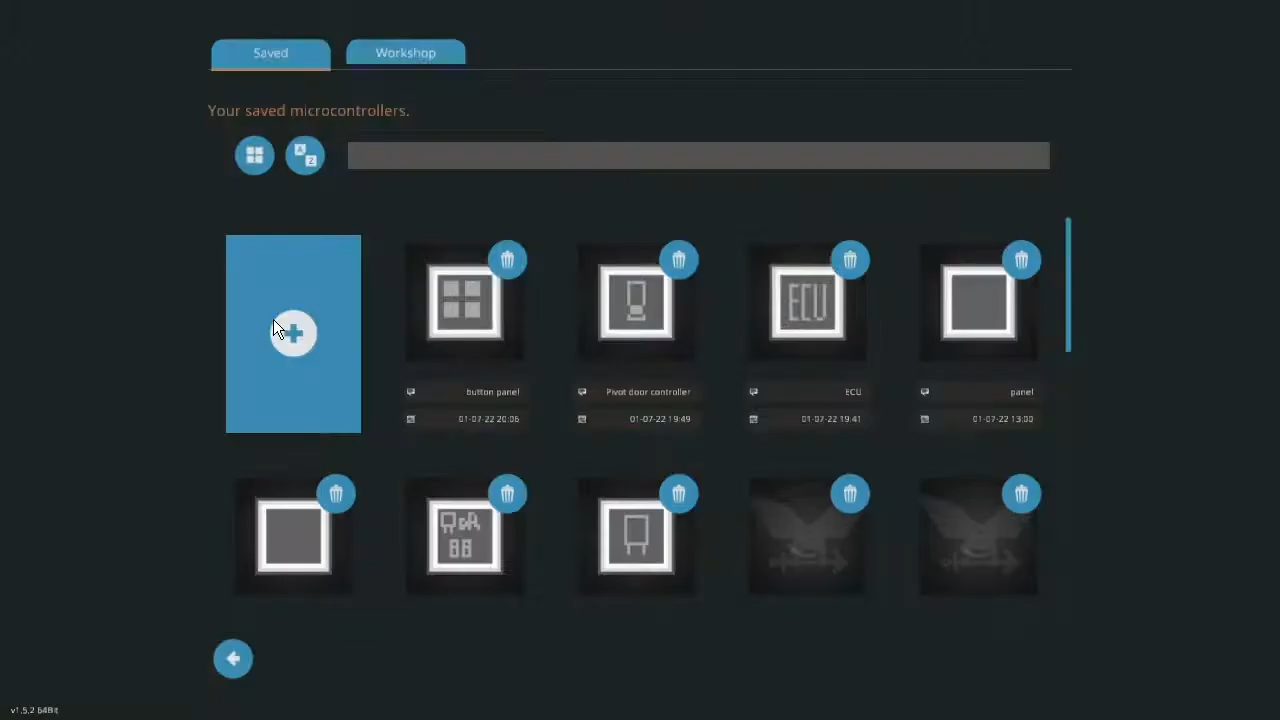 Saved Workshop
Your saved microcontrollers.
A
Z
ECU
button panel Pivot door controller ECU panel
01-07-22 20:06 01-07-22 19:49 01-07-22 19:41 01-07-22 13:00
v1.5.2 64Bit